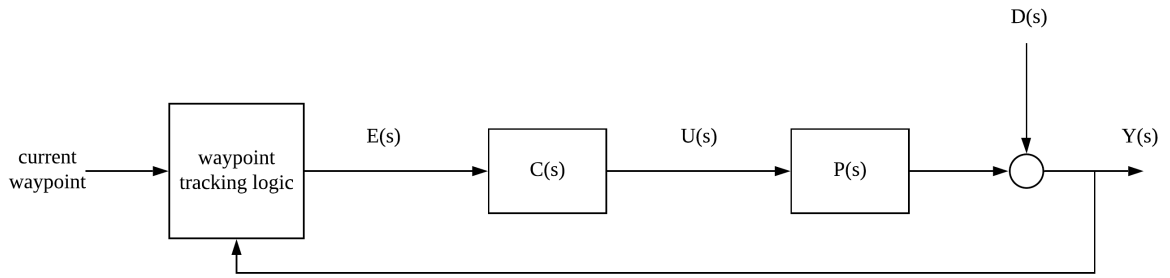 D(s)
E(s)
U(s)
Y(s)
current
waypoint
waypoint
tracking logic
C(s)
P(s)